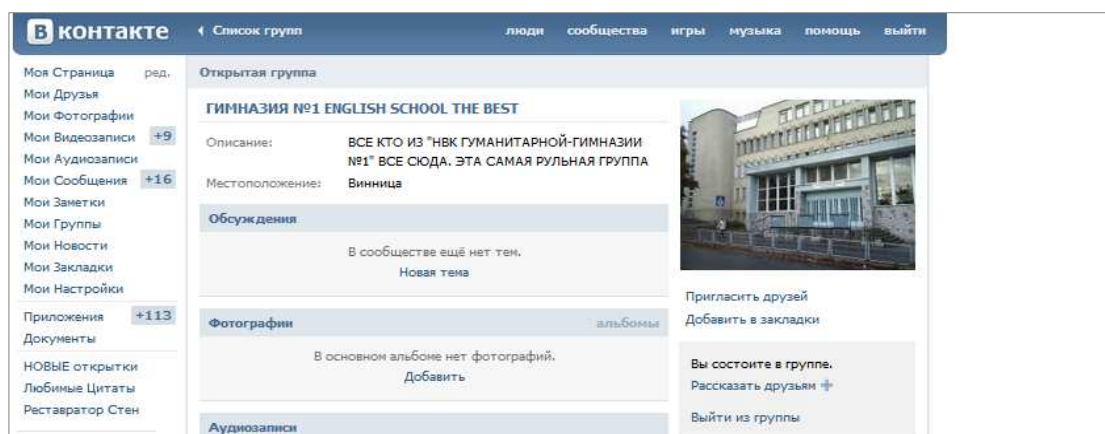 В контакте
Список групп
люди сообщества игры музыка помощь выйти
Моя Страница ред.
Мои Друзья
Мои Фотографии
Мои Видеозаписи +9
Мои Аудиозаписи
Мои Сообщения +16
Мои Заметки
Мои Группы
Мои Новости
Мои Закладки
Мои Настройки
Приложения +113
Документы
НОВЫЕ открытки
Любимые Цитаты
Реставратор Стен
Открытая группа
ГИМНАЗИЯ №1 ENGLISH SCHOOL THE BEST
Описание: ВСЕ КТО ИЗ "НВК ГУМАНИТАРНОЙ-ГИМНАЗИИ
№1" ВСЕ СЮДА. ЭТА САМАЯ РУЛЬНАЯ ГРУППА
Местоположение: Винница
Обсуждения
В сообществе ещё нет тем.
Новая тема
Фотографии альбомы
В основном альбоме нет фотографий.
Добавить
Аудиозаписи
Пригласить друзей
Добавить в закладки
Вы состоите в группе.
Рассказать друзьям +
Выйти из группы